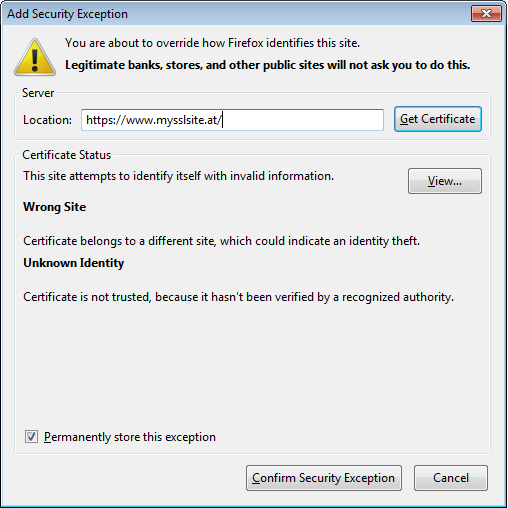 Add Security Exception
You are about to override how Firefox identifies this site.
Legitimate banks, stores, and other public sites will not ask you to do this.
Server
Location: https://www.mysslsite.at/ Get Certificate
Certificate Status
This site attempts to identify itself with invalid information. View...
Wrong Site
Certificate belongs to a different site, which could indicate an identity theft.
Unknown Identity
Certificate is not trusted, because it hasn't been verified by a recognized authority.
Permanently store this exception
Confirm Security Exception Cancel